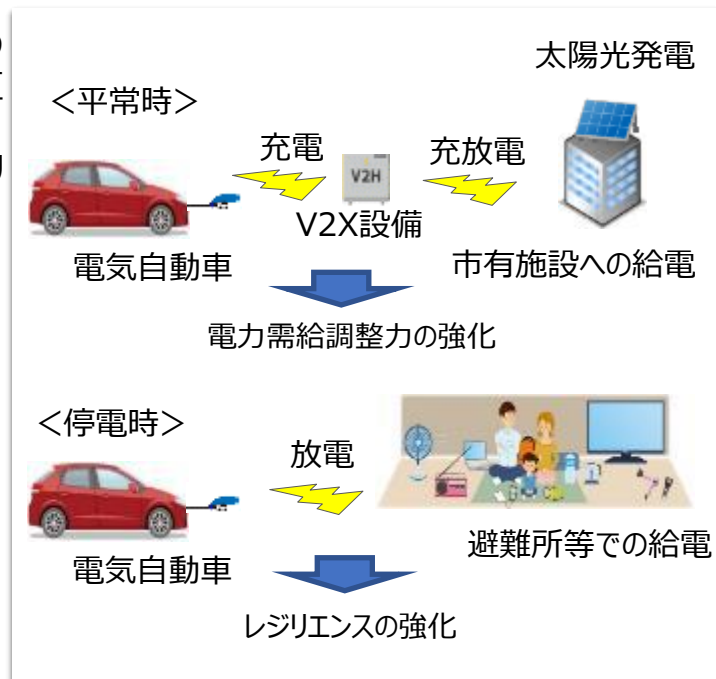 太陽光発電
＜平常時＞
充電
充放電
V2H
V2X設備
電気自動車
市有施設への給電
電力需給調整力の強化
＜停電時＞
放電
電気自動車
避難所等での給電
レジリエンスの強化